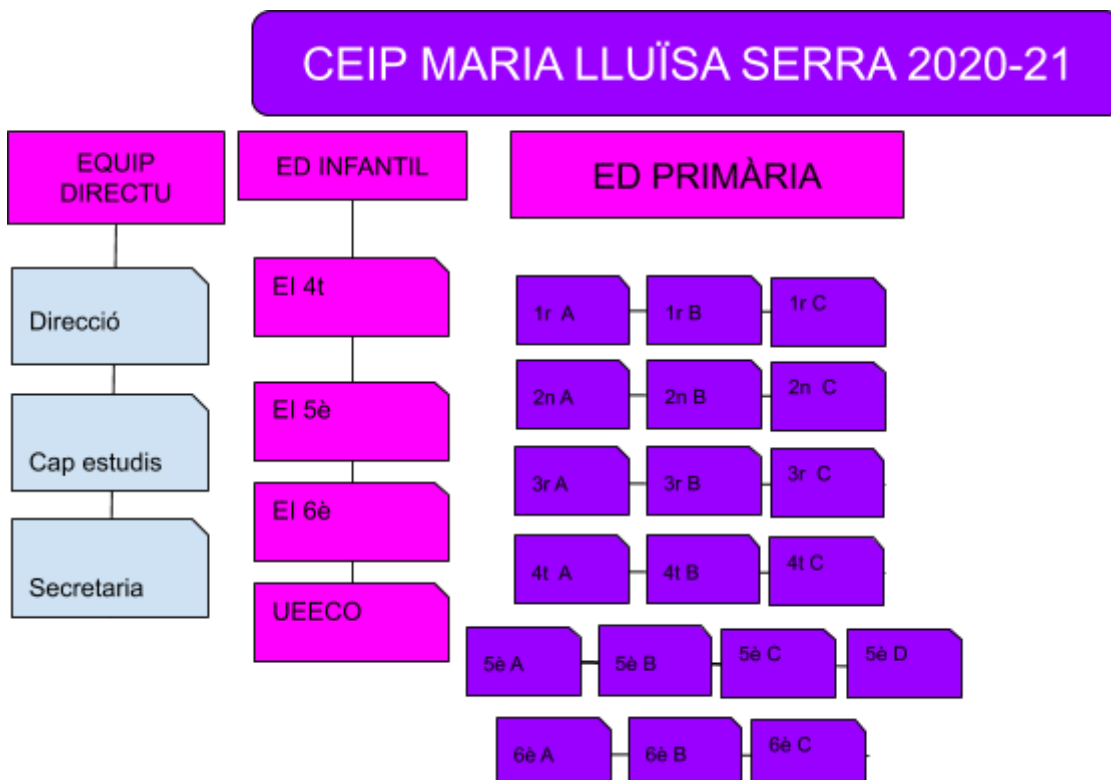 CEIP MARIA LLUÏSA SERRA 2020-21
EQUIP
DIRECTU
Direcció
Cap estudis
Secretaria
ED INFANTIL
EI 4t
EI 5è
EI 6è
UEECO
ED PRIMÀRIA
1r A
1r B
1r C
2n A
2n B
2n C
3r A
3r B
3r C
4t A
4t B
4t C
5è A
5è B
5è C
5è D
6è A
6è B
6è C